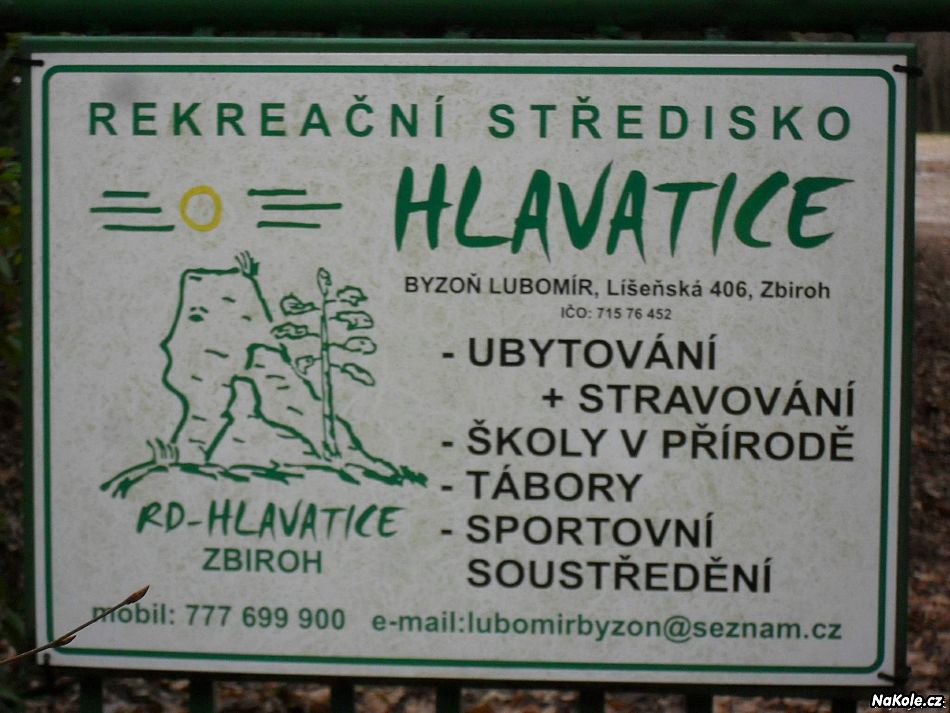 REKREAČNÍ STŘEDISKO
HLAVATICE
BYZOŇ LUBOMÍR, Líšeňská 406, Zbiroh
IČO: 715 76 452
- UBYTOVÁNÍ
+ STRAVOVÁNÍ
- ŠKOLY V PŘÍRODĚ
- TÁBORY
- SPORTOVNÍ
SOUSTŘEDĚNÍ
RD-HLAVATICE
ZBIROH
mobil: 777 699 900 e-mail:lubomirbyzon@seznam.cz
NaKole.cz